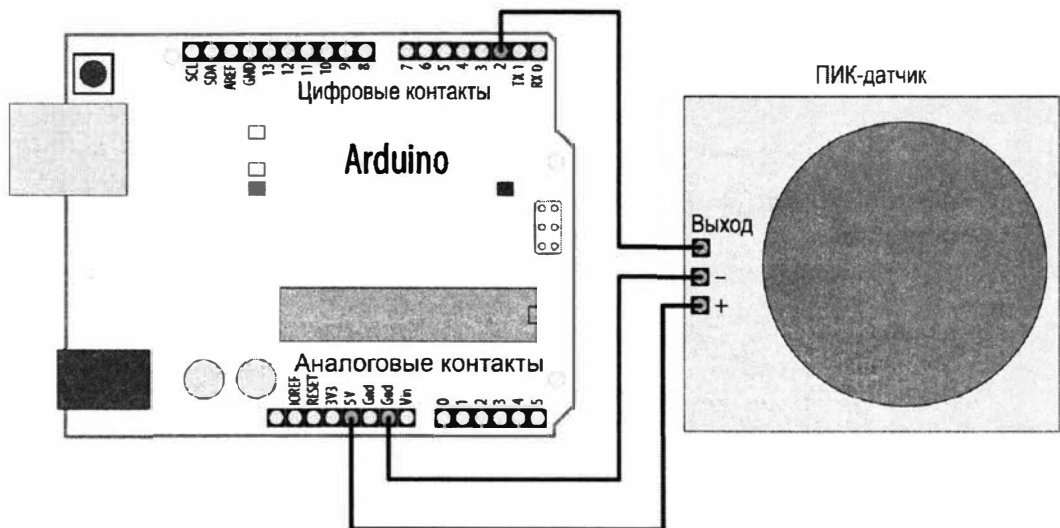 SCL SDA AREF GND 13 12 11 10 9 8 7 6 5 4 3 2 TX 1 RX 0
Цифровые контакты
ПИК-датчик
Arduino
Выход
–
+
Аналоговые контакты
IOREF RESET 3V3 5V Gnd Gnd Vin 0 1 2 3 4 5